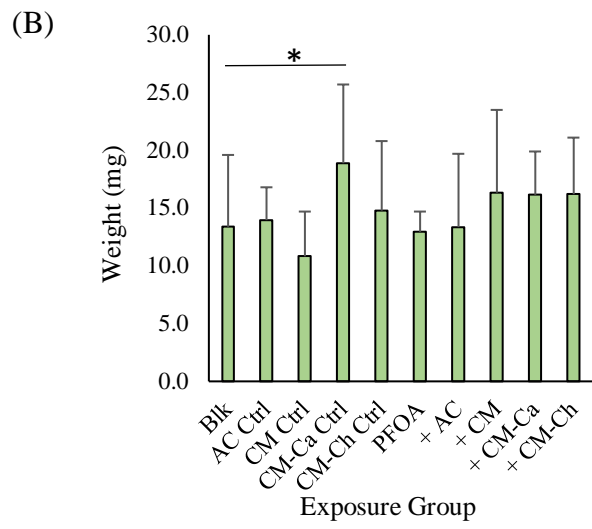 (B)
30.0
25.0
20.0
15.0
10.0
5.0
0.0
Weight (mg)
*
Blk
AC Ctrl
CM Ctrl
CM-Ca Ctrl
CM-Ch Ctrl
PFOA
+ AC
+ CM
+ CM-Ca
+ CM-Ch
Exposure Group